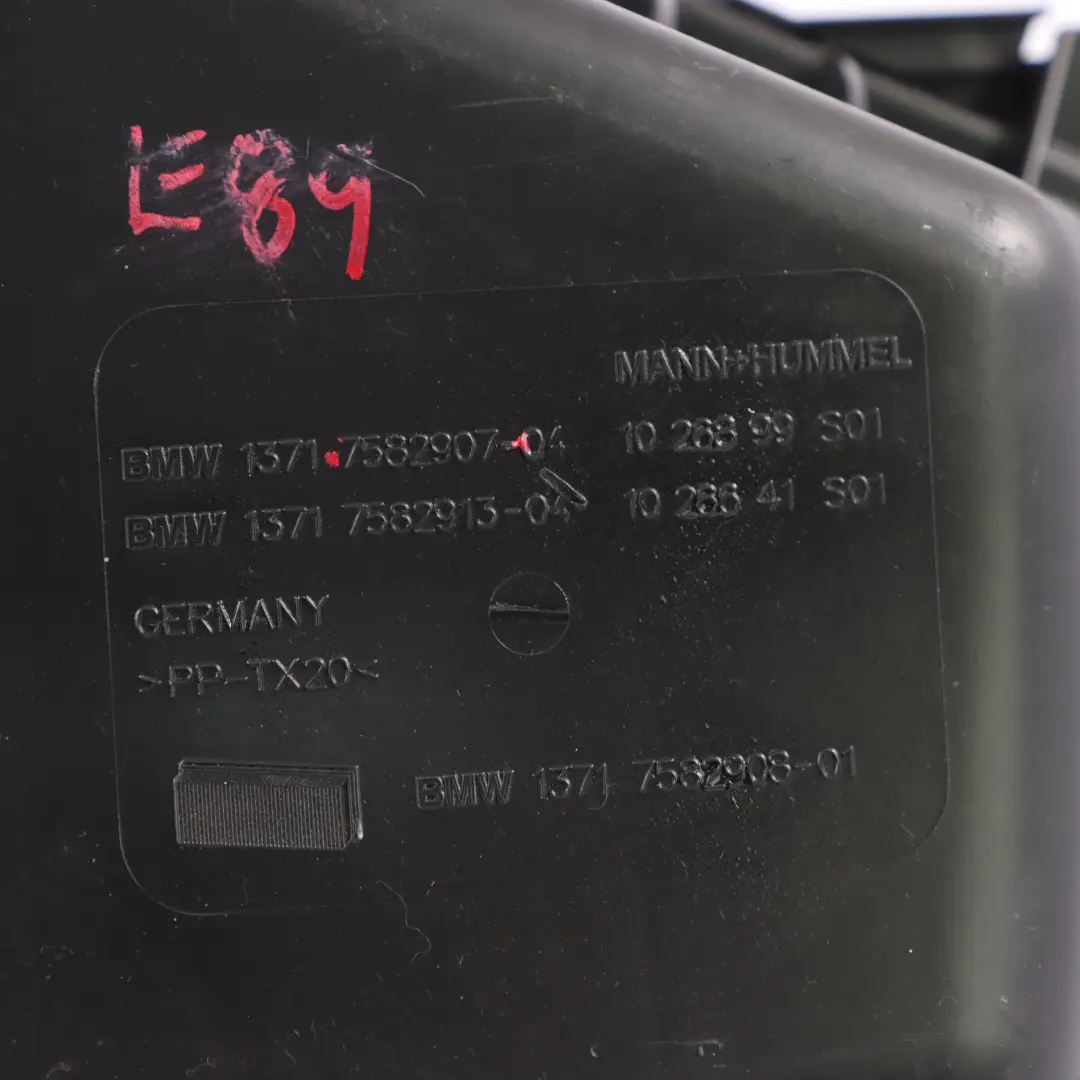 E89
MANN+HUMMEL
BMW 1371 7582907-04 10 268 99 S01
BMW 1371 7582913-04 10 266 41 S01
GERMANY
>PP-TX20<
BMW 1371 7582908-01